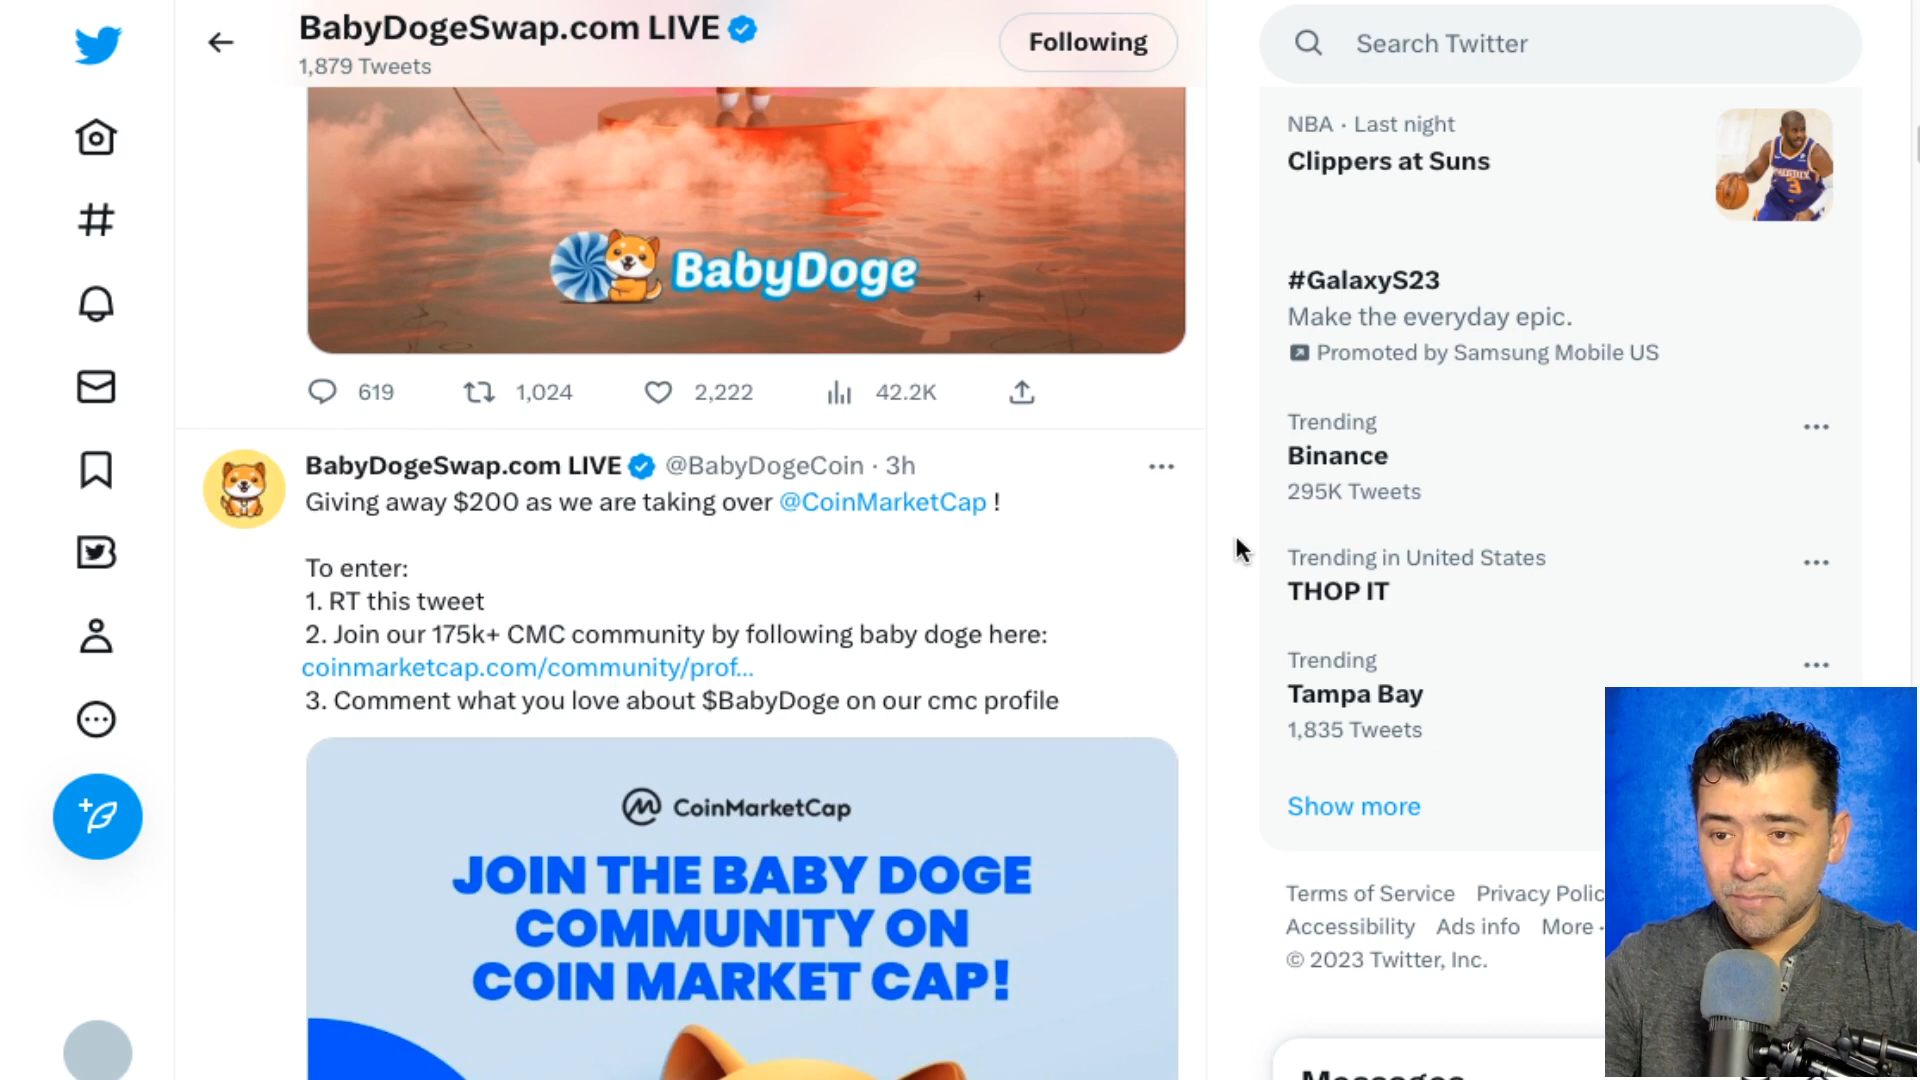 BabyDogeSwap.com LIVE
1,879 Tweets
Following
BabyDoge
619 1,024 2,222 42.2K
BabyDogeSwap.com LIVE @BabyDogeCoin · 3h
Giving away $200 as we are taking over @CoinMarketCap !
To enter:
1. RT this tweet
2. Join our 175k+ CMC community by following baby doge here:
coinmarketcap.com/community/prof...
3. Comment what you love about $BabyDoge on our cmc profile
CoinMarketCap
JOIN THE BABY DOGE
COMMUNITY ON
COIN MARKET CAP!
Search Twitter
NBA · Last night
Clippers at Suns
PHOENIX
3
#GalaxyS23
Make the everyday epic.
Promoted by Samsung Mobile US
Trending
Binance
295K Tweets
Trending in United States
THOP IT
Trending
Tampa Bay
1,835 Tweets
Show more
Terms of Service Privacy Polic
Accessibility Ads info More ·
© 2023 Twitter, Inc.
Messages